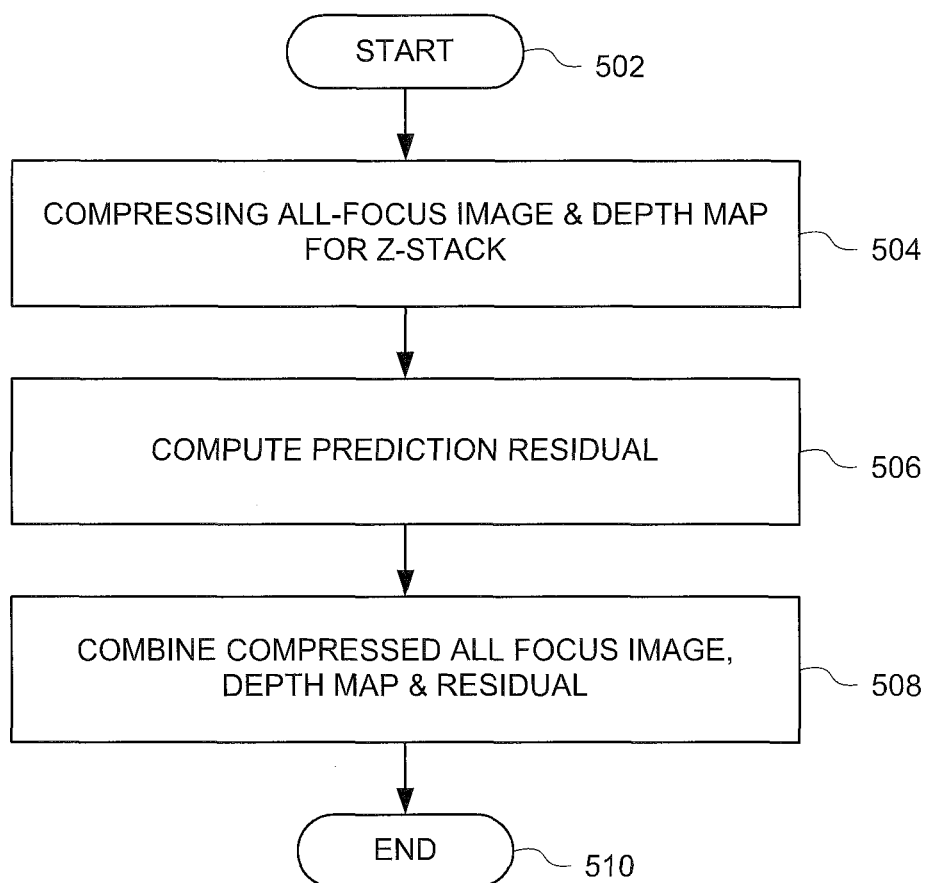 START
502
COMPRESSING ALL-FOCUS IMAGE & DEPTH MAP
FOR Z-STACK
504
COMPUTE PREDICTION RESIDUAL
506
COMBINE COMPRESSED ALL FOCUS IMAGE,
DEPTH MAP & RESIDUAL
508
END
510